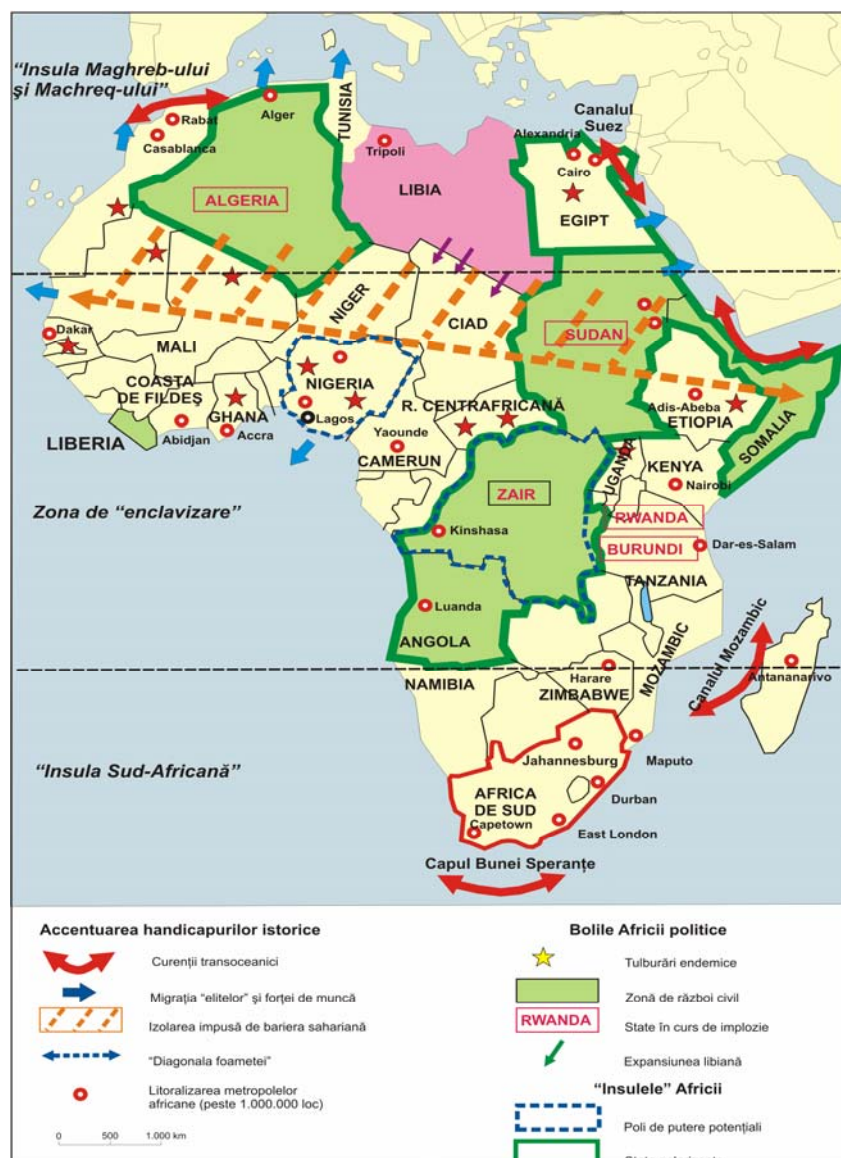 “Insula Maghreb-ului
şi Machreq-ului”
Rabat
Casablanca
Alger
TUNISIA
Tripoli
Canalul
Suez
Alexandria
Cairo
EGIPT
ALGERIA
LIBIA
NIGER
CIAD
SUDAN
MALI
Dakar
COASTA
DE FILDEŞ
GHANA
NIGERIA
Lagos
LIBERIA
Abidjan
Accra
R. CENTRAFRICANĂ
Yaounde
CAMERUN
Adis-Abeba
ETIOPIA
SOMALIA
UGANDA
KENYA
Nairobi
Zona de “enclavizare”
ZAIR
Kinshasa
RWANDA
BURUNDI
Dar-es-Salam
TANZANIA
Luanda
ANGOLA
NAMIBIA
Harare
ZIMBABWE
MOZAMBIC
Canalul Mozambic
Antananarivo
“Insula Sud-Africană”
Jahannesburg
Maputo
AFRICA
DE SUD
Durban
Capetown
East London
Capul Bunei Speranţe
Accentuarea handicapurilor istorice
Curenţii transoceanici
Migraţia “elitelor” şi forţei de muncă
Izolarea impusă de bariera sahariană
“Diagonala foametei”
Litoralizarea metropolelor
africane (peste 1.000.000 loc)
0 500 1.000 km
Bolile Africii politice
Tulburări endemice
Zonă de război civil
RWANDA
State în curs de implozie
Expansiunea libiană
“Insulele” Africii
Poli de putere potenţiali